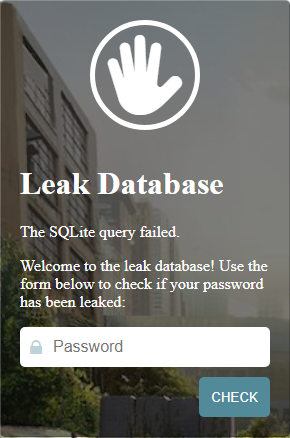 Leak Database
The SQLite query failed.
Welcome to the leak database! Use the
form below to check if your password
has been leaked:
Password
CHECK